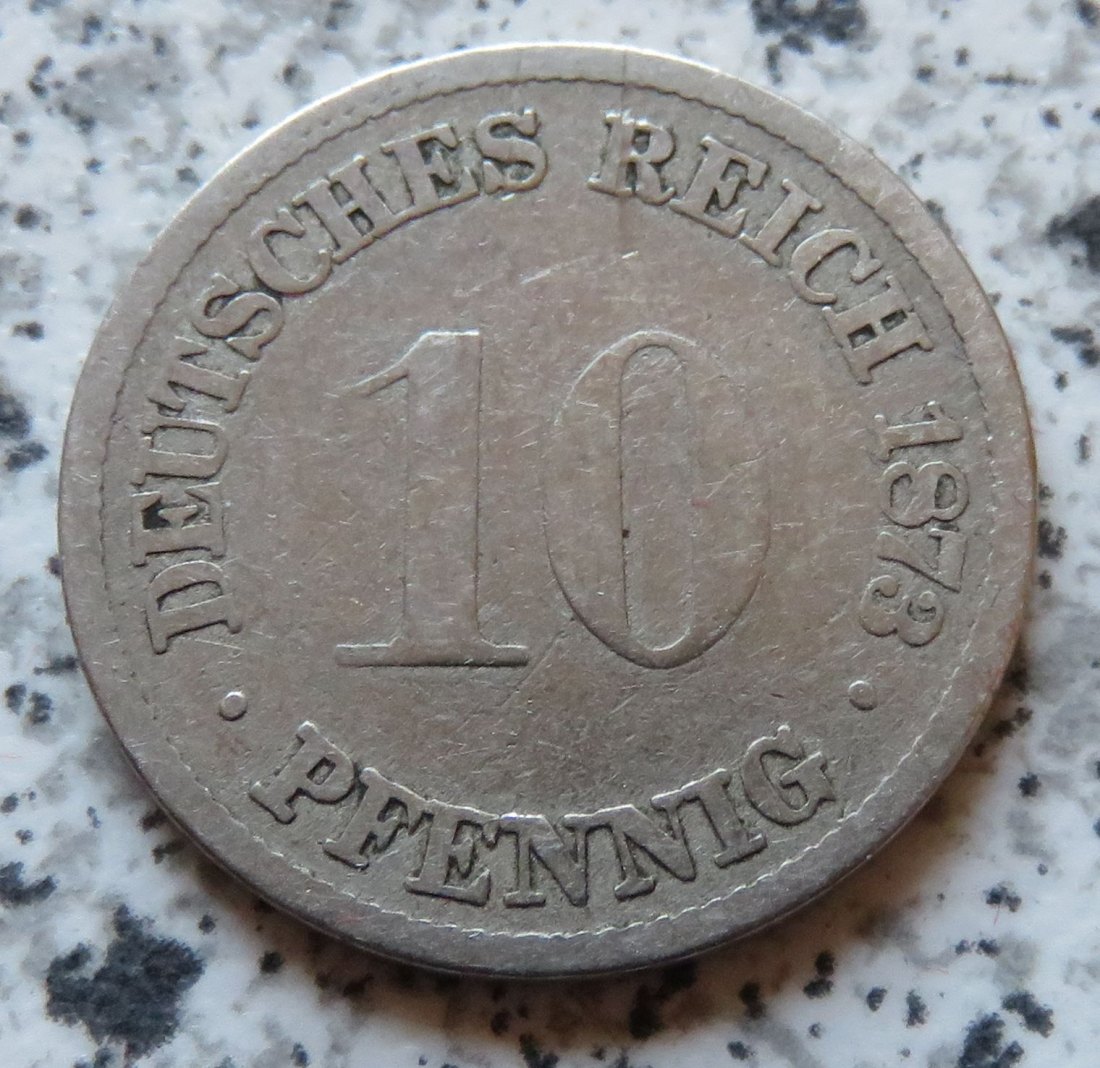 DEUTSCHES REICH 1873
10
· PFENNIG ·